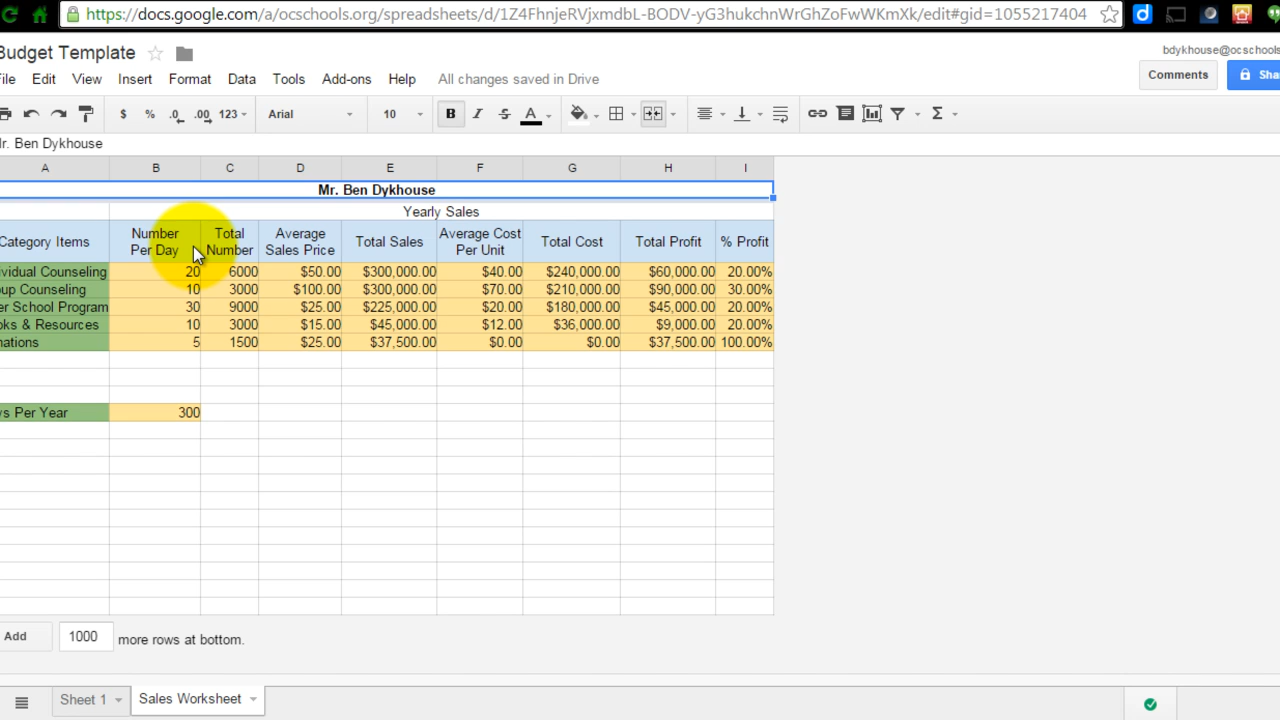 https://docs.google.com/a/ocschools.org/spreadsheets/d/1Z4FhnjeRVjxmdbL-BODV-yG3hukchnWrGhZoFwWKmXk/edit#gid=1055217404
Budget Template
bdykhouse@ocschools
File Edit View Insert Format Data Tools Add-ons Help All changes saved in Drive
Comments Sha
$ % .0 .00 123 Arial 10 B I S A Σ
Mr. Ben Dykhouse
A B C D E F G H I
Mr. Ben Dykhouse
Yearly Sales
Category Items Number Per Day Total Number Average Sales Price Total Sales Average Cost Per Unit Total Cost Total Profit % Profit
ividual Counseling 20 6000 $50.00 $300,000.00 $40.00 $240,000.00 $60,000.00 20.00%
up Counseling 10 3000 $100.00 $300,000.00 $70.00 $210,000.00 $90,000.00 30.00%
er School Program 30 9000 $25.00 $225,000.00 $20.00 $180,000.00 $45,000.00 20.00%
oks & Resources 10 3000 $15.00 $45,000.00 $12.00 $36,000.00 $9,000.00 20.00%
nations 5 1500 $25.00 $37,500.00 $0.00 $0.00 $37,500.00 100.00%
ys Per Year 300
Add 1000 more rows at bottom.
Sheet 1 Sales Worksheet